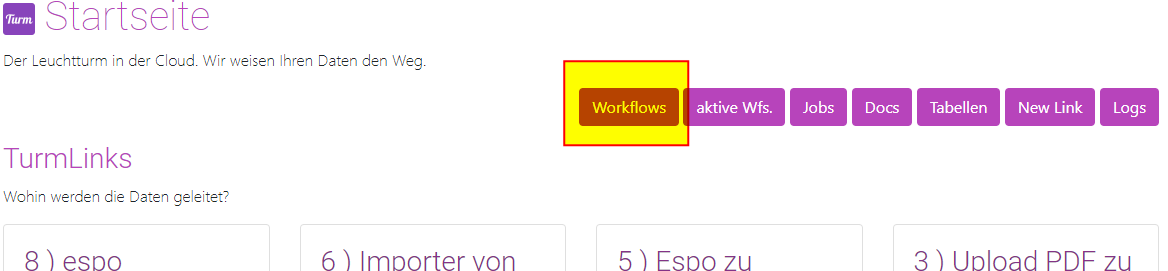 Turm Startseite
Der Leuchtturm in der Cloud. Wir weisen Ihren Daten den Weg.
Workflows aktive Wfs. Jobs Docs Tabellen New Link Logs
TurmLinks
Wohin werden die Daten geleitet?
8 ) espo 6 ) Importer von 5 ) Espo zu 3 ) Upload PDF zu